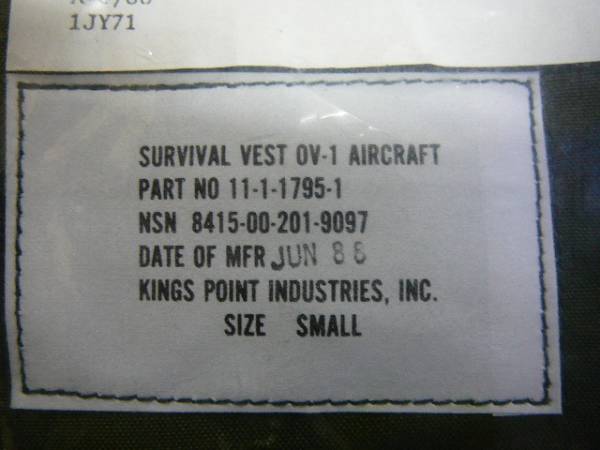 1JY71
SURVIVAL VEST OV-1 AIRCRAFT
PART NO 11-1-1795-1
NSN 8415-00-201-9097
DATE OF MFR JUN 88
KINGS POINT INDUSTRIES, INC.
SIZE SMALL